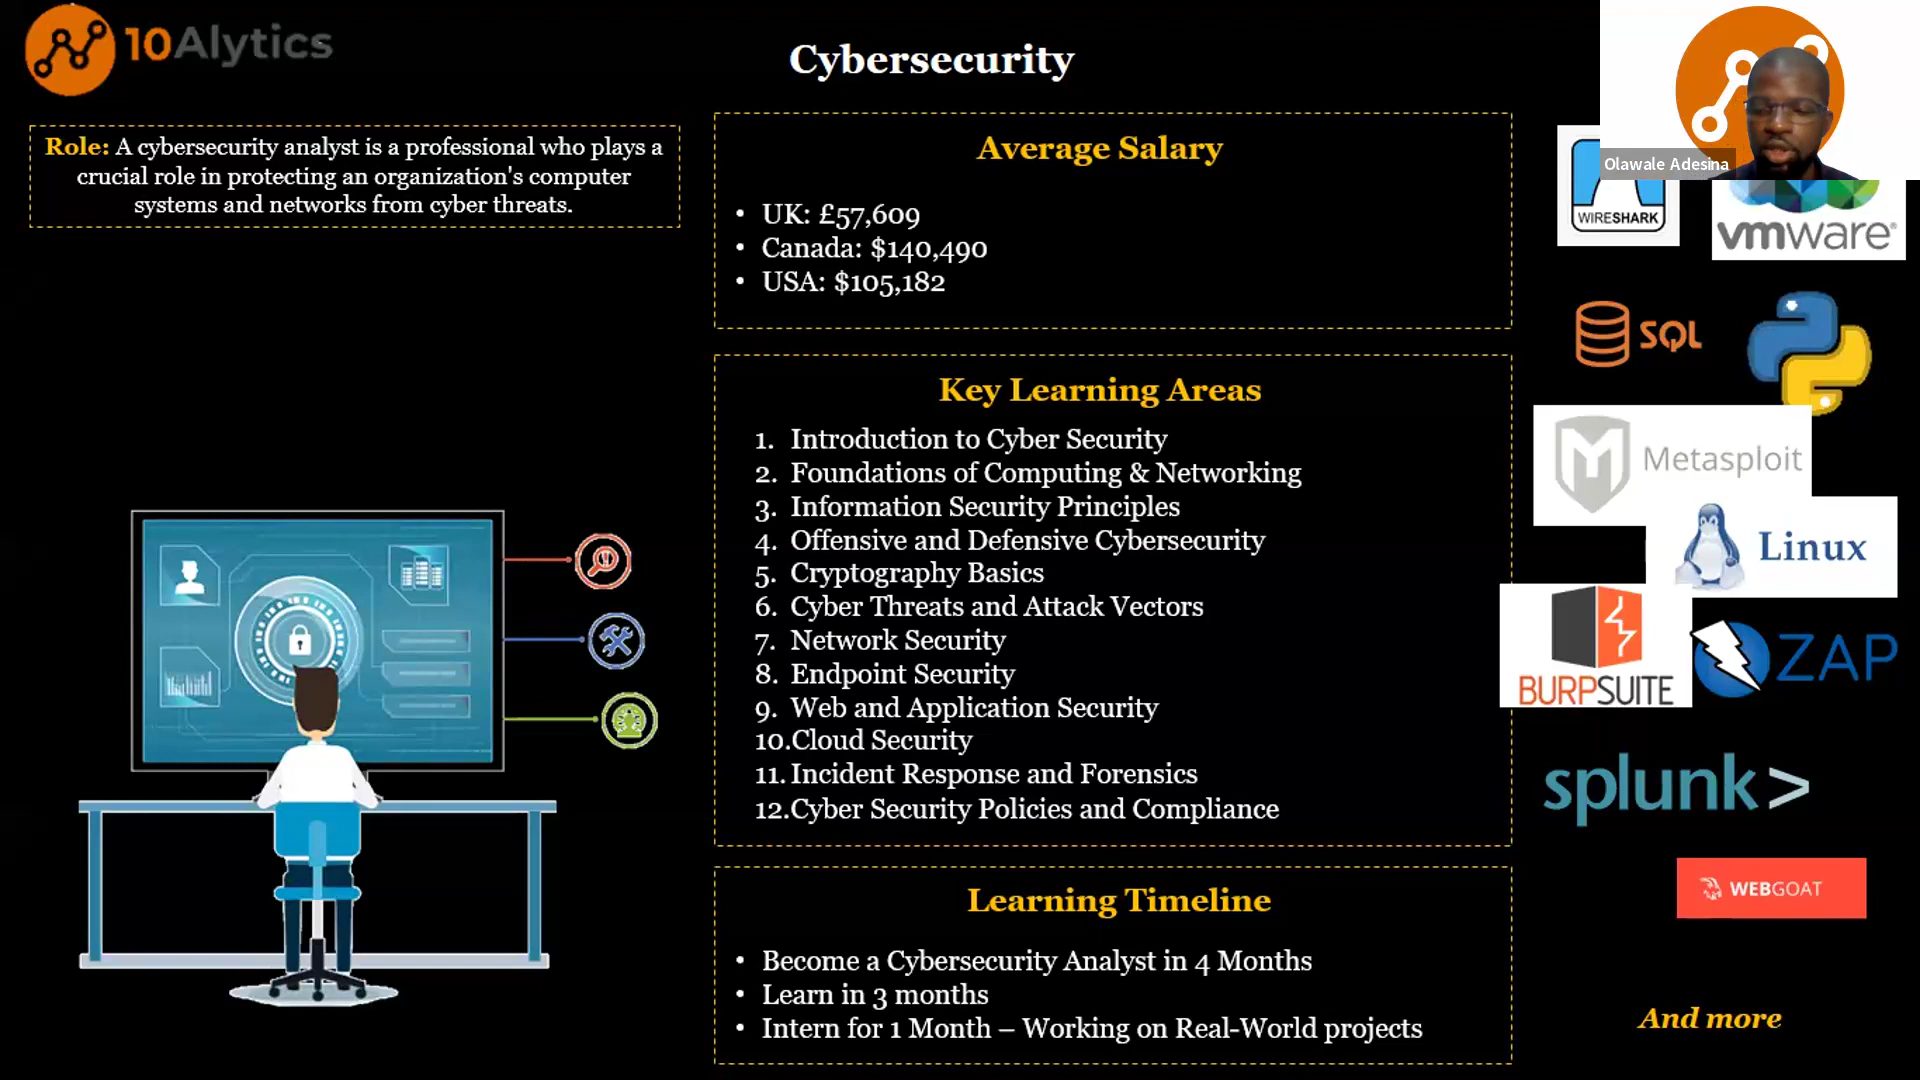 10Alytics
Cybersecurity
Role: A cybersecurity analyst is a professional who plays a
crucial role in protecting an organization's computer
systems and networks from cyber threats.
Average Salary
• UK: £57,609
• Canada: $140,490
• USA: $105,182
Key Learning Areas
1. Introduction to Cyber Security
2. Foundations of Computing & Networking
3. Information Security Principles
4. Offensive and Defensive Cybersecurity
5. Cryptography Basics
6. Cyber Threats and Attack Vectors
7. Network Security
8. Endpoint Security
9. Web and Application Security
10.Cloud Security
11. Incident Response and Forensics
12.Cyber Security Policies and Compliance
Learning Timeline
• Become a Cybersecurity Analyst in 4 Months
• Learn in 3 months
• Intern for 1 Month – Working on Real-World projects
Olawale Adesina
WIRESHARK
vmware®
SQL
Metasploit
Linux
BURPSUITE
ZAP
splunk>
WEBGOAT
And more